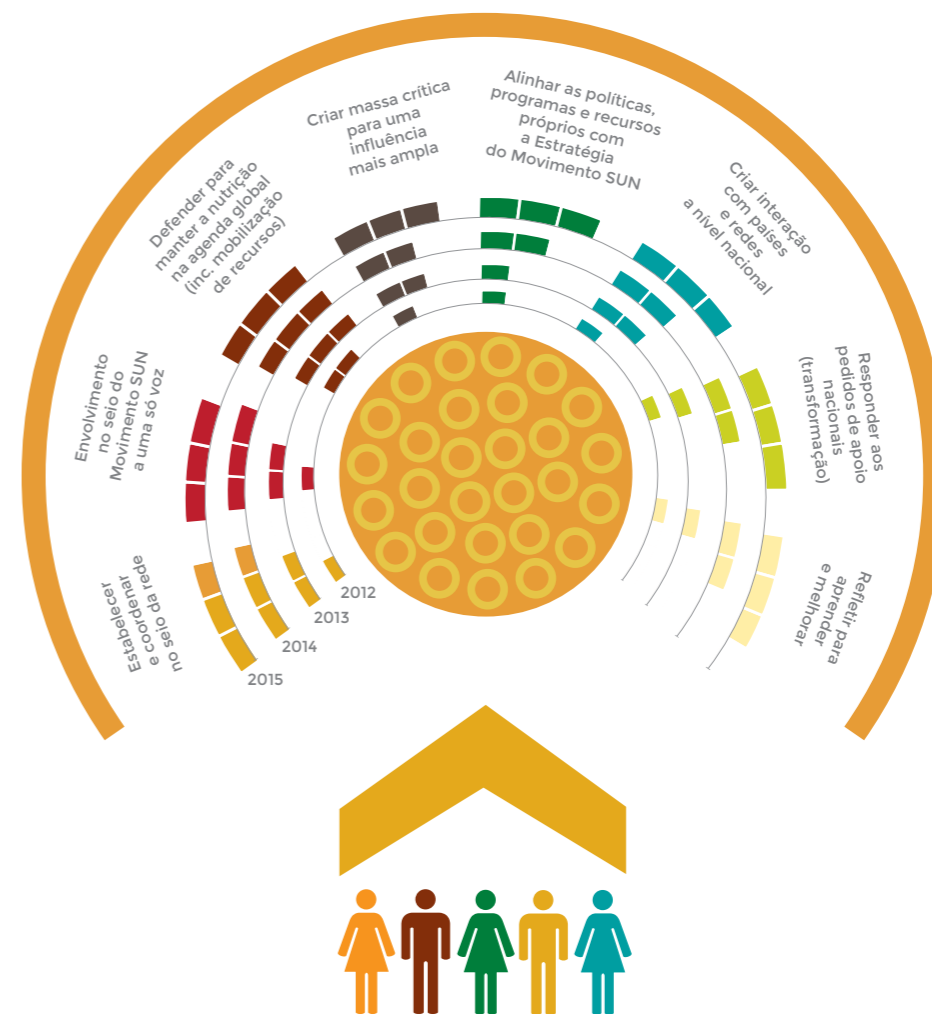 Estabelecer
e coordenar
no seio da rede
Envolvimento
no seio do
Movimento SUN
a uma só voz
Defender para
manter a nutrição
na agenda global
(inc. mobilização
de recursos)
Criar massa crítica
para uma
influência
mais ampla
Alinhar as políticas,
programas e recursos
próprios com
a Estratégia
do Movimento SUN
Criar interação
com países
e redes
a nível nacional
Responder aos
pedidos de apoio
nacionais
(transformação)
Refletir para
aprender
e melhorar
2012
2013
2014
2015